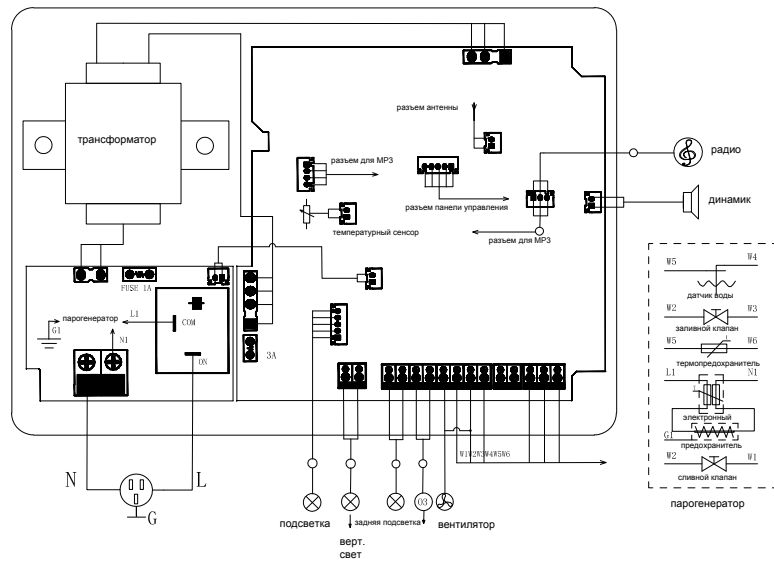 трансформатор
разъем антенны
разъем для MP3
разъем панели управления
температурный сенсор
разъем для MP3
радио
динамик
FUSE 1A
парогенератор
L1
G1
N1
COM
ON
3A
W1W2W3W4W5W6
N
L
G
подсветка
верт.
свет
задняя подсветка
O3
вентилятор
W5
W4
датчик воды
W2
W3
заливной клапан
W5
W6
термопредохранитель
L1
N1
электронный
G1
предохранитель
W2
W1
сливной клапан
парогенератор